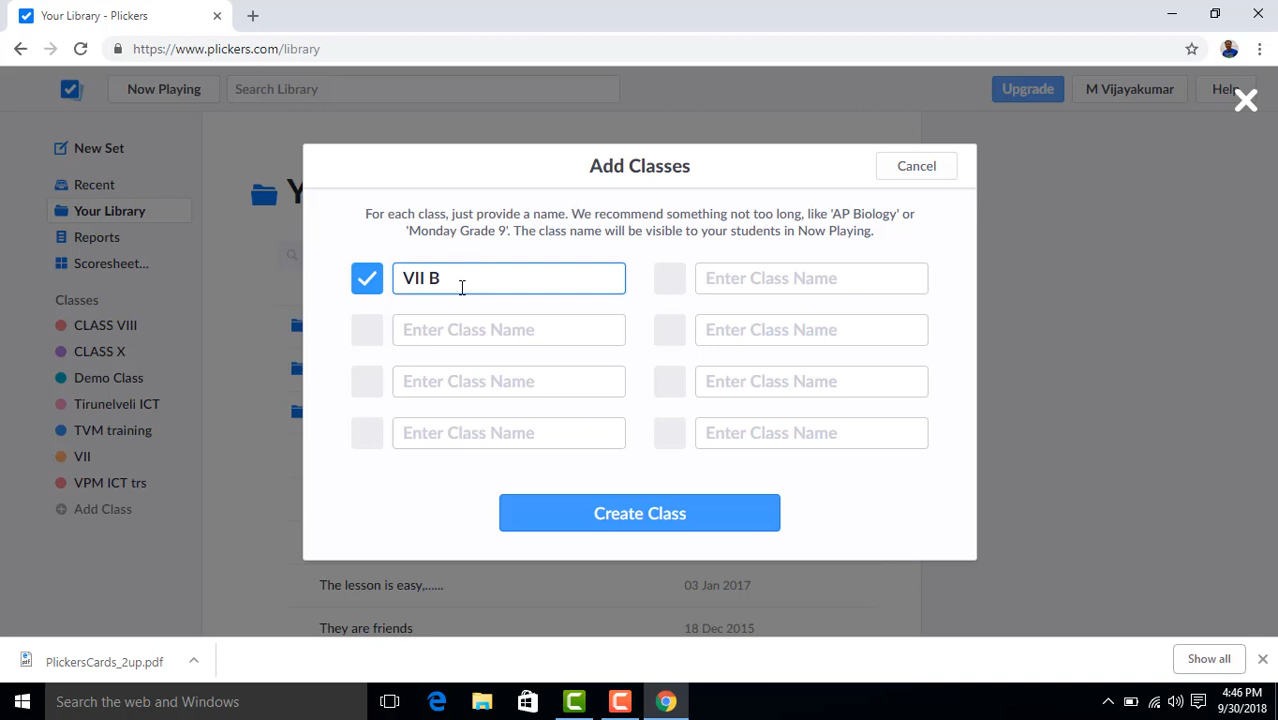 Your Library - Plickers
https://www.plickers.com/library
Now Playing
Search Library
Upgrade
M Vijayakumar
Help
New Set
Recent
Your Library
Reports
Scoresheet...
Classes
CLASS VIII
CLASS X
Demo Class
Tirunelveli ICT
TVM training
VII
VPM ICT trs
Add Class
Y
Add Classes
Cancel
For each class, just provide a name. We recommend something not too long, like 'AP Biology' or
'Monday Grade 9'. The class name will be visible to your students in Now Playing.
VII B
Enter Class Name
Enter Class Name
Enter Class Name
Enter Class Name
Enter Class Name
Enter Class Name
Enter Class Name
Create Class
The lesson is easy,......
03 Jan 2017
They are friends
18 Dec 2015
PlickersCards_2up.pdf
Show all
Search the web and Windows
4:46 PM
9/30/2018